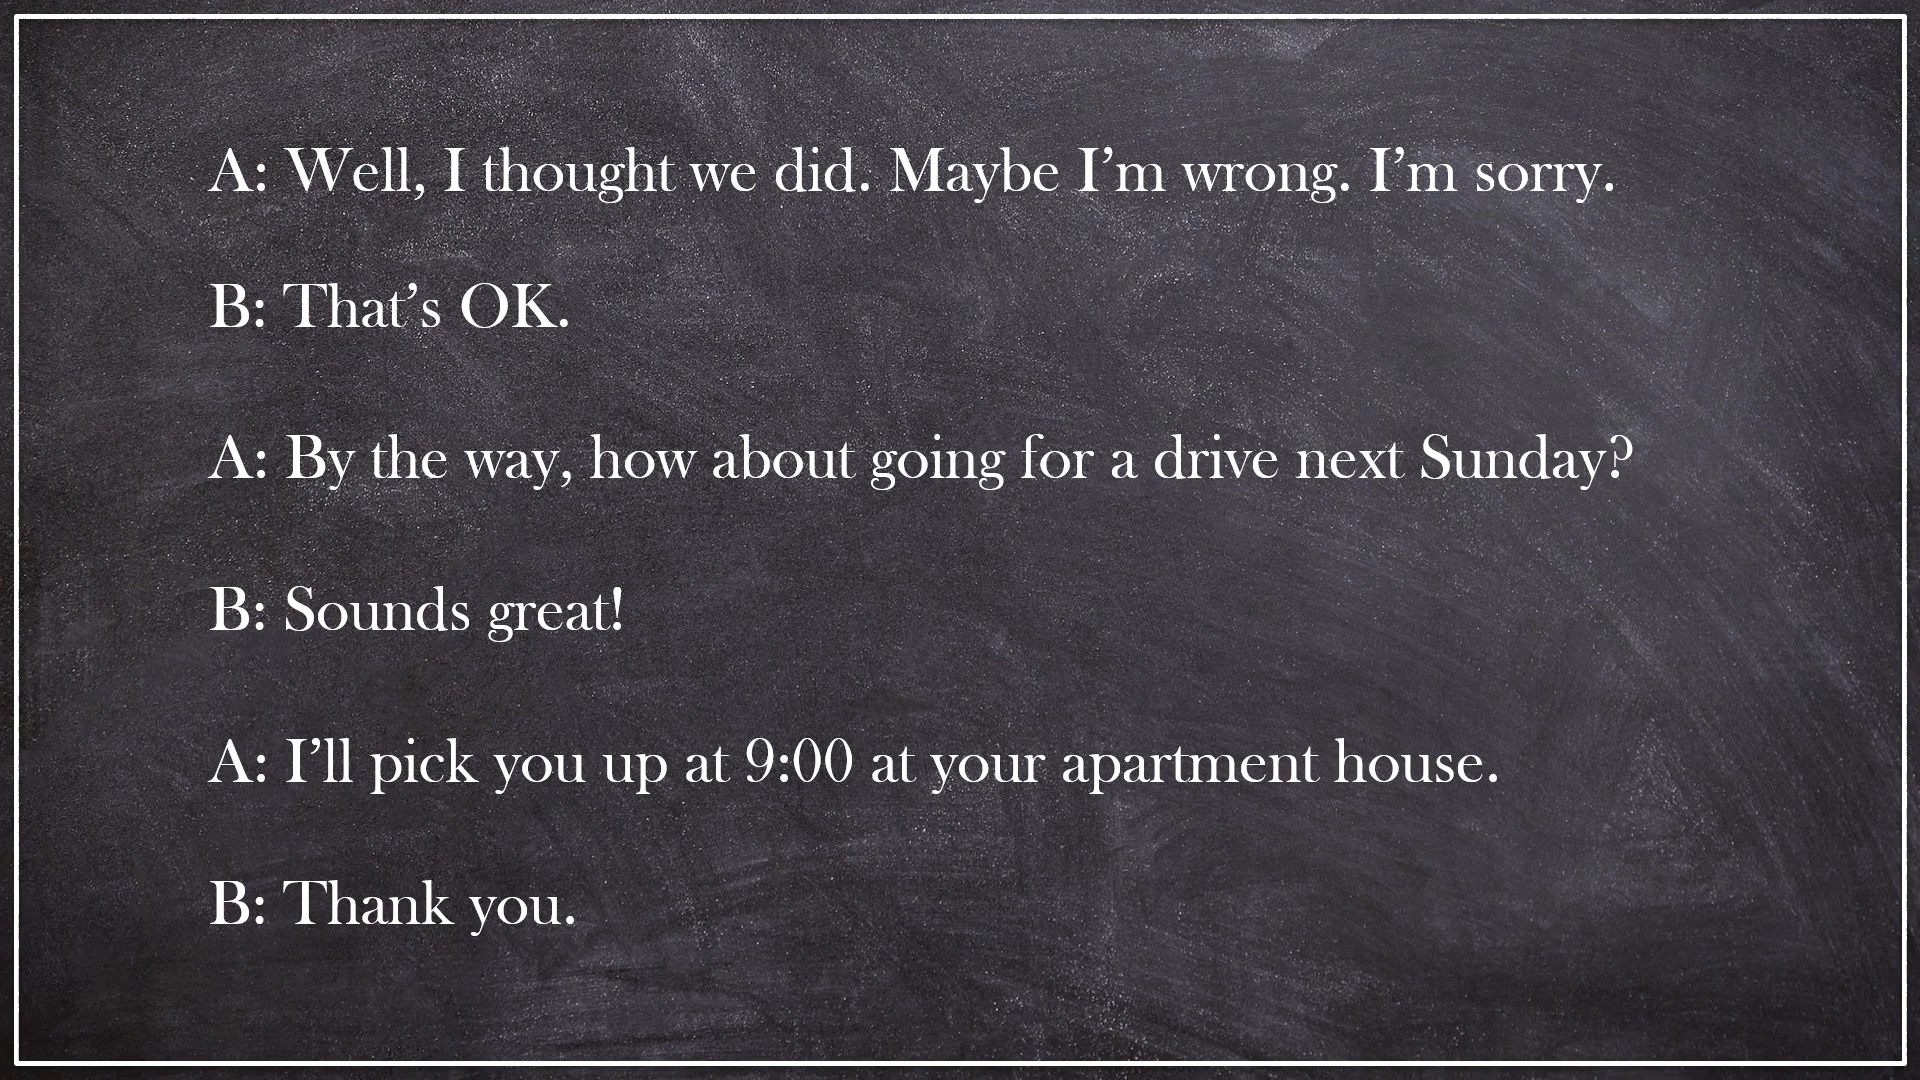 A: Well, I thought we did. Maybe I’m wrong. I’m sorry.
B: That’s OK.
A: By the way, how about going for a drive next Sunday?
B: Sounds great!
A: I’ll pick you up at 9:00 at your apartment house.
B: Thank you.